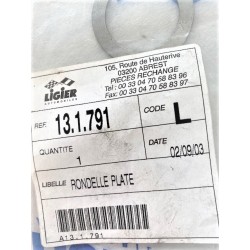 LIGIER
AUTOMOBILES
105, Route de Hauterive
03200 ABREST
PIECES RECHANGE
Tel 00 33 04 70 58 83 96
Fax 00 33 04 70 58 83 97
REF. 13.1.791
CODE L
QUANTITE 1
DATE 02/09/03
LIBELLE RONDELLE PLATE
A13.1.791